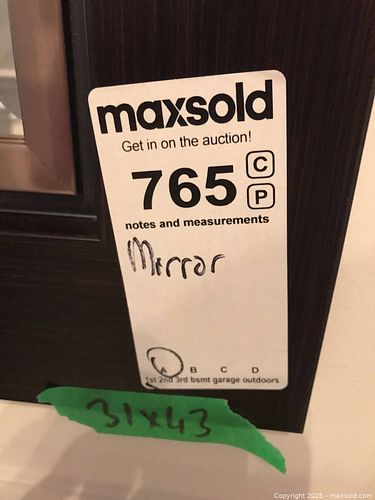 maxsold
Get in on the auction!
765 C
P
notes and measurements
Mirror
A B C D
1st 2nd 3rd bsmt garage outdoors
31x43
Copyright 2025 - maxsold.com